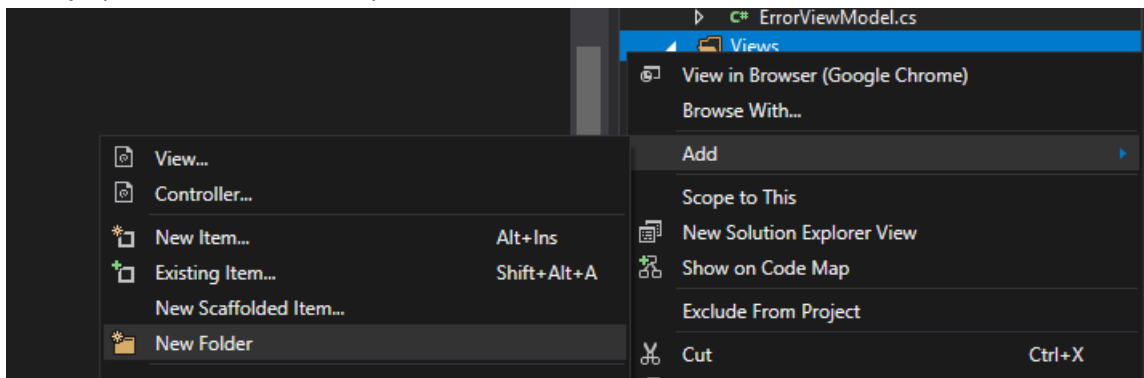 C# ErrorViewModel.cs
Views
View in Browser (Google Chrome)
Browse With...
Add
View...
Controller...
New Item... Alt+Ins
Existing Item... Shift+Alt+A
New Scaffolded Item...
New Folder
Scope to This
New Solution Explorer View
Show on Code Map
Exclude From Project
Cut Ctrl+X